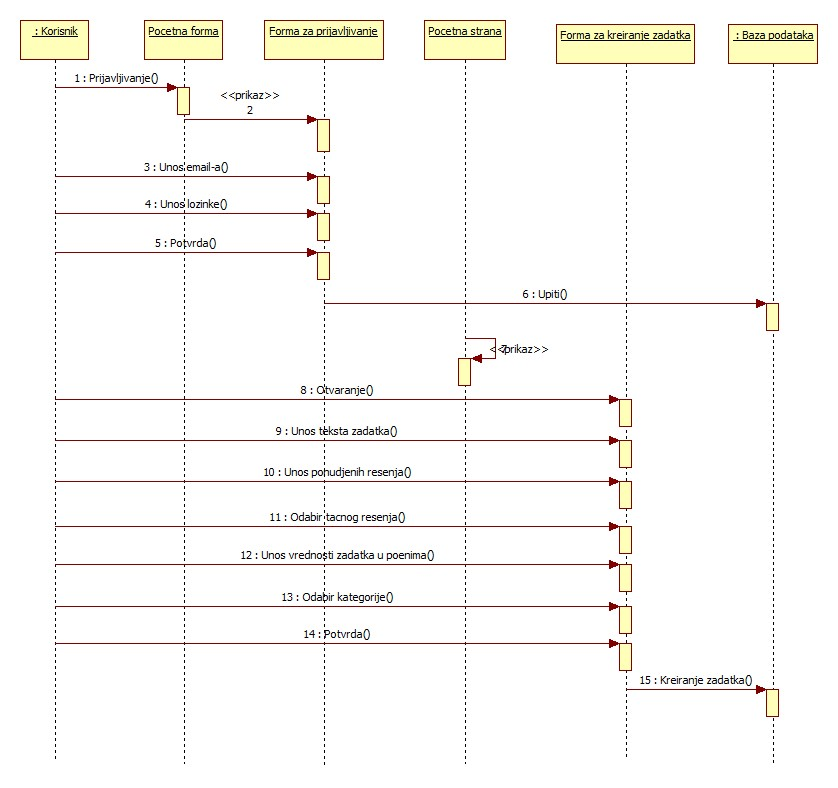 : Korisnik
Pocetna forma
Forma za prijavljivanje
Pocetna strana
Forma za kreiranje zadatka
: Baza podataka
1 : Prijavljivanje()
<<prikaz>>
2
3 : Unos email-a()
4 : Unos lozinke()
5 : Potvrda()
6 : Upiti()
<<prikaz>>
7
8 : Otvaranje()
9 : Unos teksta zadatka()
10 : Unos ponudjenih resenja()
11 : Odabir tacnog resenja()
12 : Unos vrednosti zadatka u poenima()
13 : Odabir kategorije()
14 : Potvrda()
15 : Kreiranje zadatka()